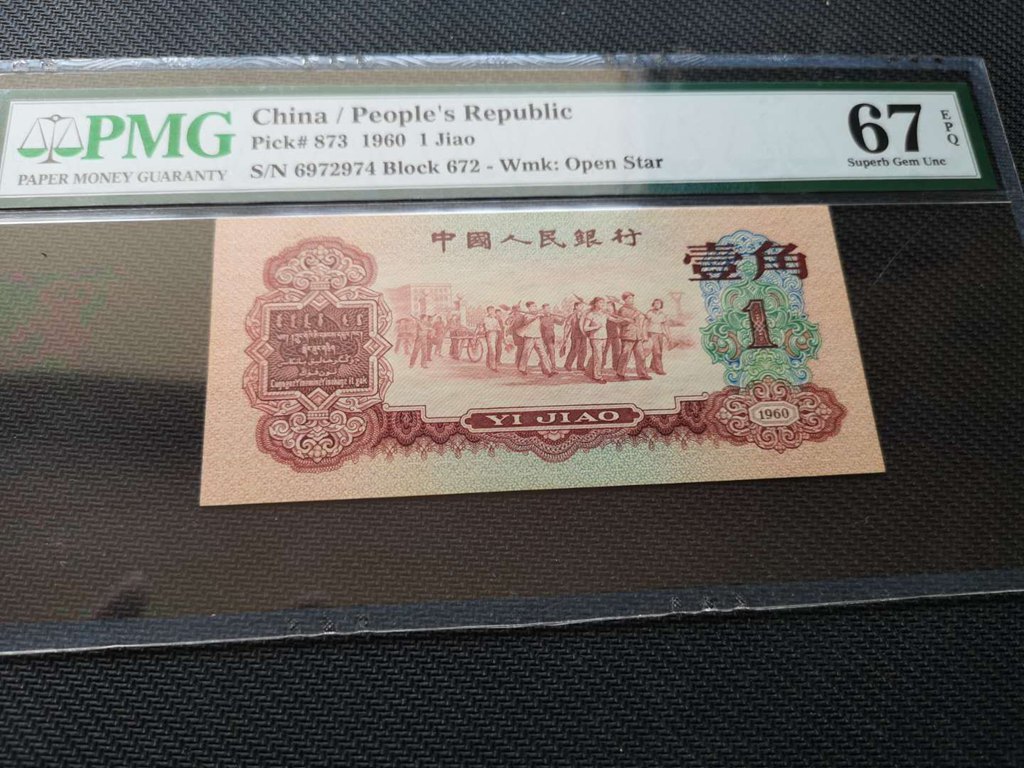 PMG
PAPER MONEY GUARANTY
China / People's Republic
Pick# 873 1960 1 Jiao
S/N 6972974 Block 672 - Wmk: Open Star
67
EPQ
Superb Gem Unc
中國人民銀行
壹角
1
YI JIAO
1960